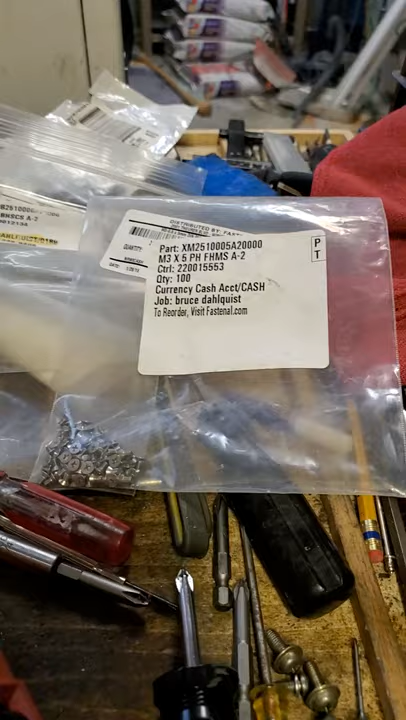 DISTRIBUTED BY: FAST
QUANTITY
Part: XM2510005A20000
M3 X 5 PH FHMS A-2
Ctrl: 220015553
Qty: 100
Currency Cash Acct/CASH
Job: bruce dahlquist
To Reorder, Visit Fastenal.com
P
T